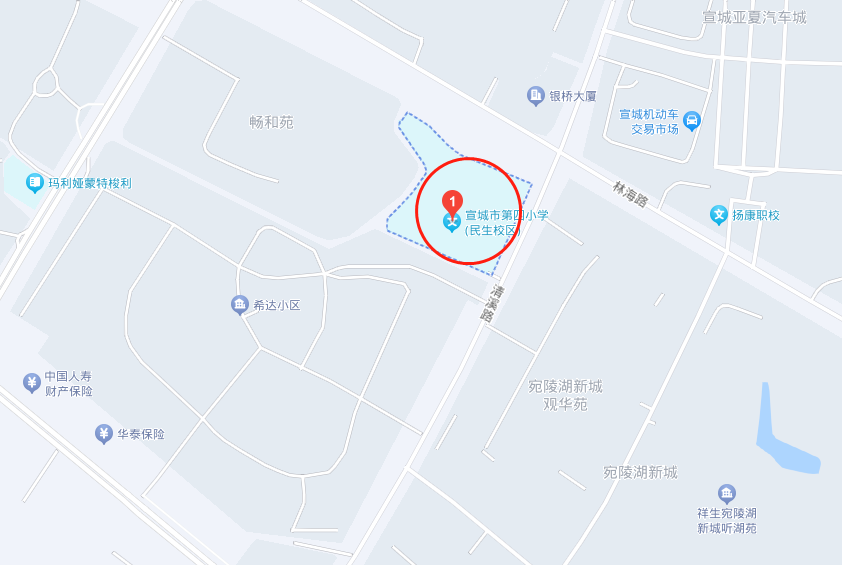 宣城亚夏汽车城
银桥大厦
宣城机动车
交易市场
畅和苑
玛利娅蒙特梭利
林海路
1
宣城市第四小学
(民生校区)
扬康职校
清溪路
希达小区
中国人寿
财产保险
宛陵湖新城
观华苑
华泰保险
宛陵湖新城
祥生宛陵湖
新城听湖苑